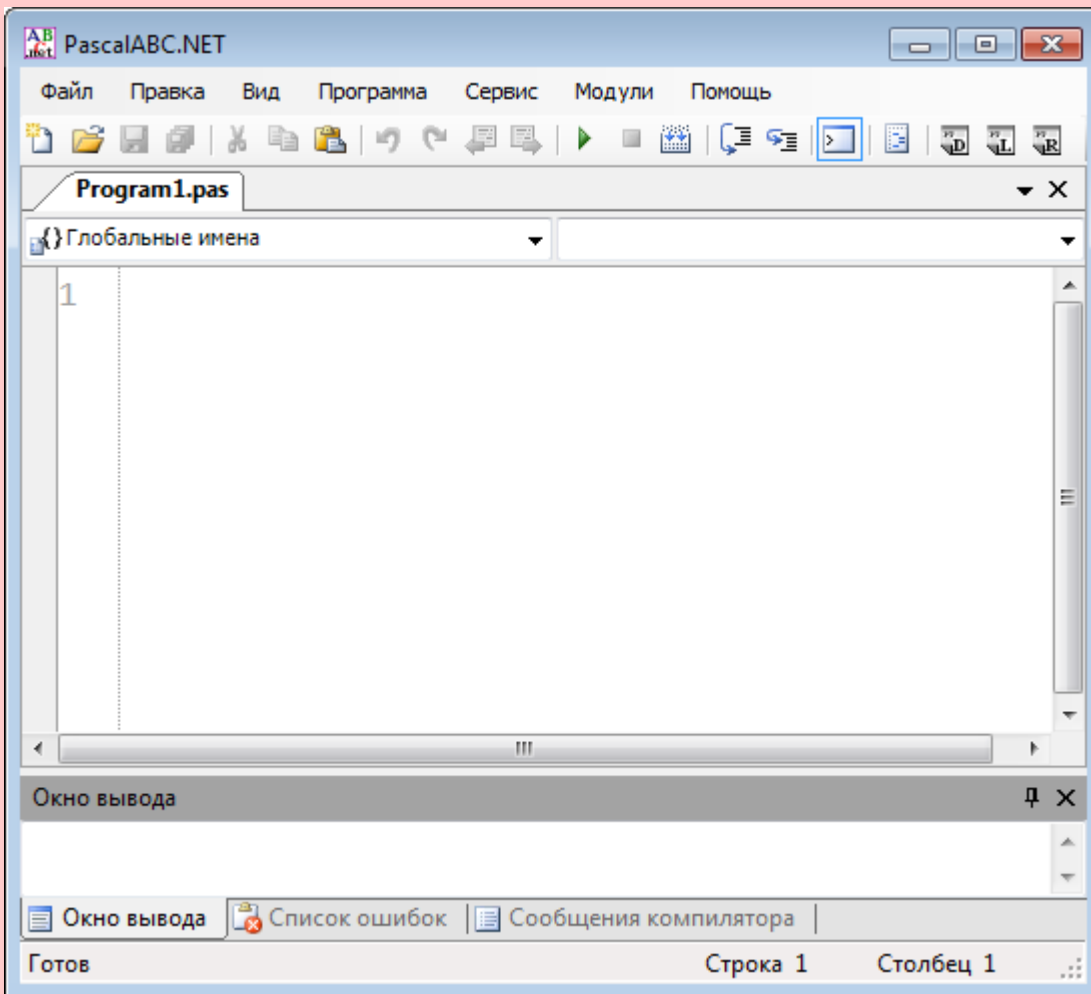 PascalABC.NET
Файл Правка Вид Программа Сервис Модули Помощь
Program1.pas
Глобальные имена
1
Окно вывода
Окно вывода Список ошибок Сообщения компилятора
Готов Строка 1 Столбец 1